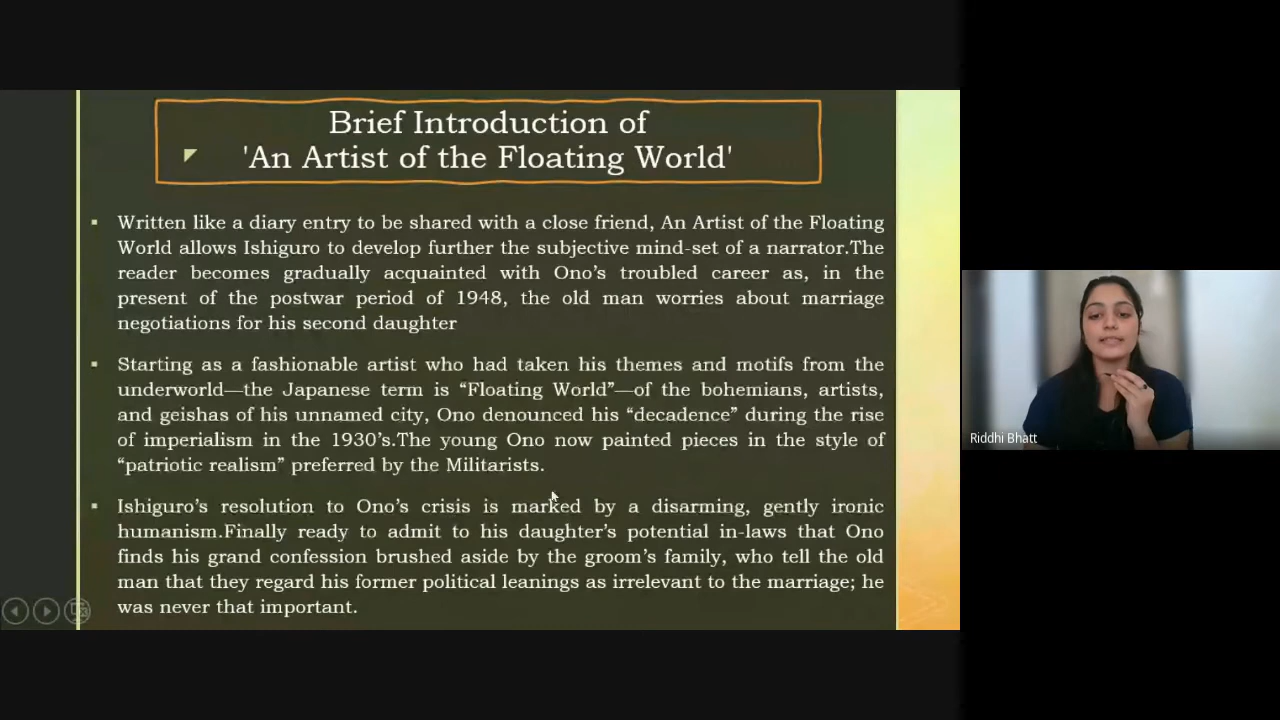 Brief Introduction of
'An Artist of the Floating World'
Written like a diary entry to be shared with a close friend, An Artist of the Floating
World allows Ishiguro to develop further the subjective mind-set of a narrator.The
reader becomes gradually acquainted with Ono's troubled career as, in the
present of the postwar period of 1948, the old man worries about marriage
negotiations for his second daughter
Starting as a fashionable artist who had taken his themes and motifs from the
underworld—the Japanese term is “Floating World”—of the bohemians, artists,
and geishas of his unnamed city, Ono denounced his “decadence” during the rise
of imperialism in the 1930’s.The young Ono now painted pieces in the style of
“patriotic realism” preferred by the Militarists.
Ishiguro’s resolution to Ono’s crisis is marked by a disarming, gently ironic
humanism.Finally ready to admit to his daughter’s potential in-laws that Ono
finds his grand confession brushed aside by the groom’s family, who tell the old
man that they regard his former political leanings as irrelevant to the marriage; he
was never that important.
Riddhi Bhatt